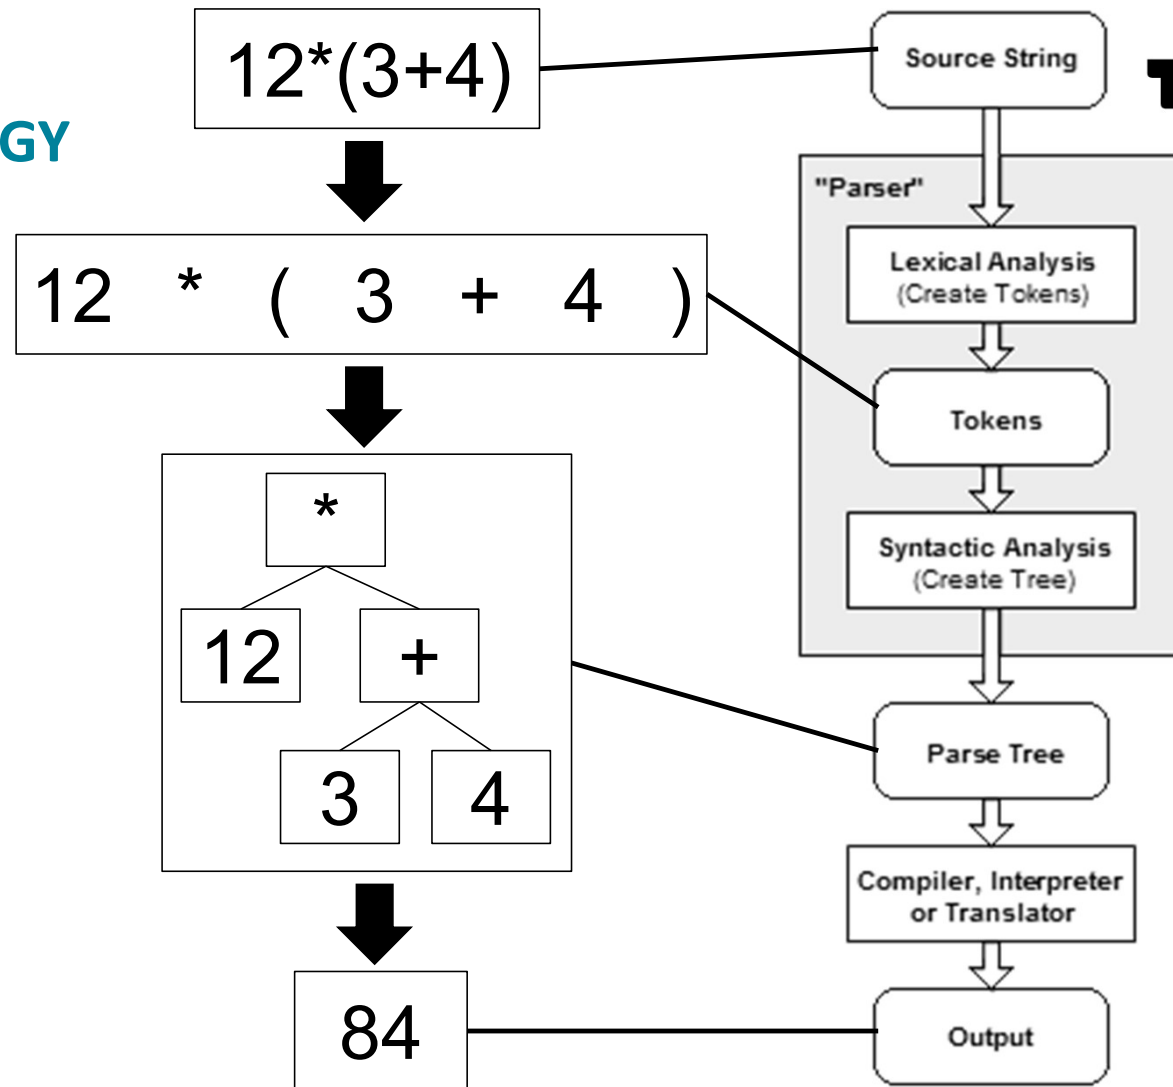 12*(3+4)
GY
12 * ( 3 + 4 )
*
12 +
3 4
84
Source String
"Parser"
Lexical Analysis
(Create Tokens)
Tokens
Syntactic Analysis
(Create Tree)
Parse Tree
Compiler, Interpreter
or Translator
Output